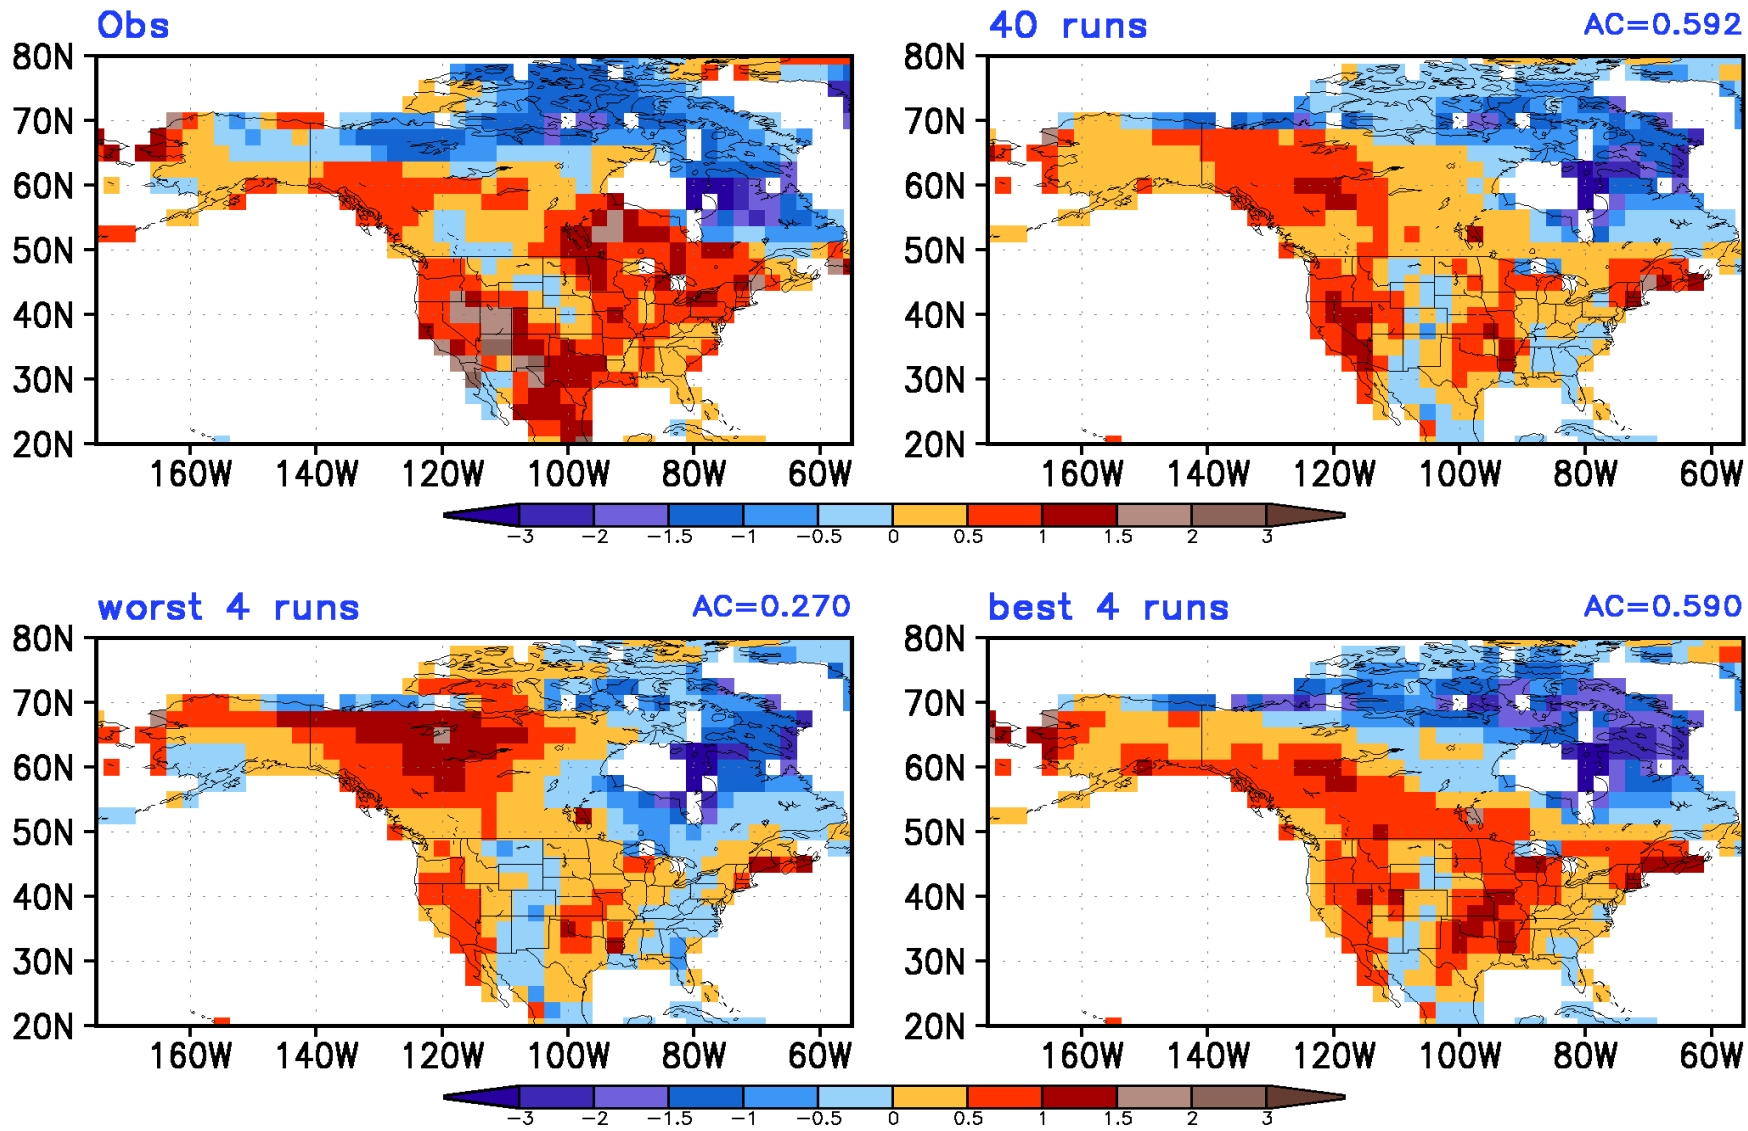 Obs
40 runs AC=0.592
80N 80N
70N 70N
60N 60N
50N 50N
40N 40N
30N 30N
20N 20N
160W 140W 120W 100W 80W 60W 160W 140W 120W 100W 80W 60W
-3 -2 -1.5 -1 -0.5 0 0.5 1 1.5 2 3
worst 4 runs AC=0.270
best 4 runs AC=0.590
80N 80N
70N 70N
60N 60N
50N 50N
40N 40N
30N 30N
20N 20N
160W 140W 120W 100W 80W 60W 160W 140W 120W 100W 80W 60W
-3 -2 -1.5 -1 -0.5 0 0.5 1 1.5 2 3